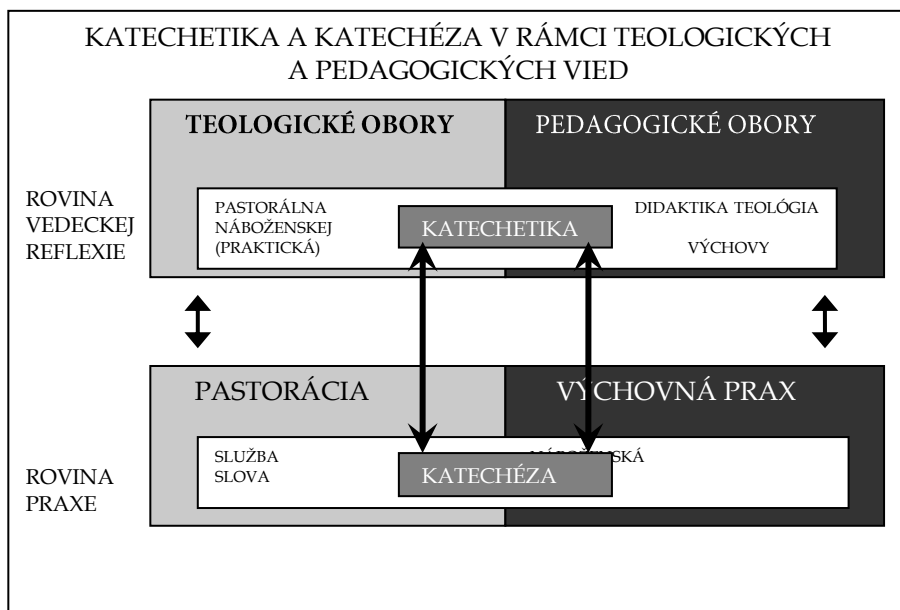 KATECHETIKA A KATECHÉZA V RÁMCI TEOLOGICKÝCH
A PEDAGOGICKÝCH VIED
TEOLOGICKÉ OBORY
PEDAGOGICKÉ OBORY
ROVINA
VEDECKEJ
REFLEXIE
PASTORÁLNA
NÁBOŽENSKEJ
(PRAKTICKÁ)
KATECHETIKA
DIDAKTIKA TEOLÓGIA
VÝCHOVY
PASTORÁCIA
VÝCHOVNÁ PRAX
ROVINA
PRAXE
SLUŽBA
SLOVA
KATECHÉZA